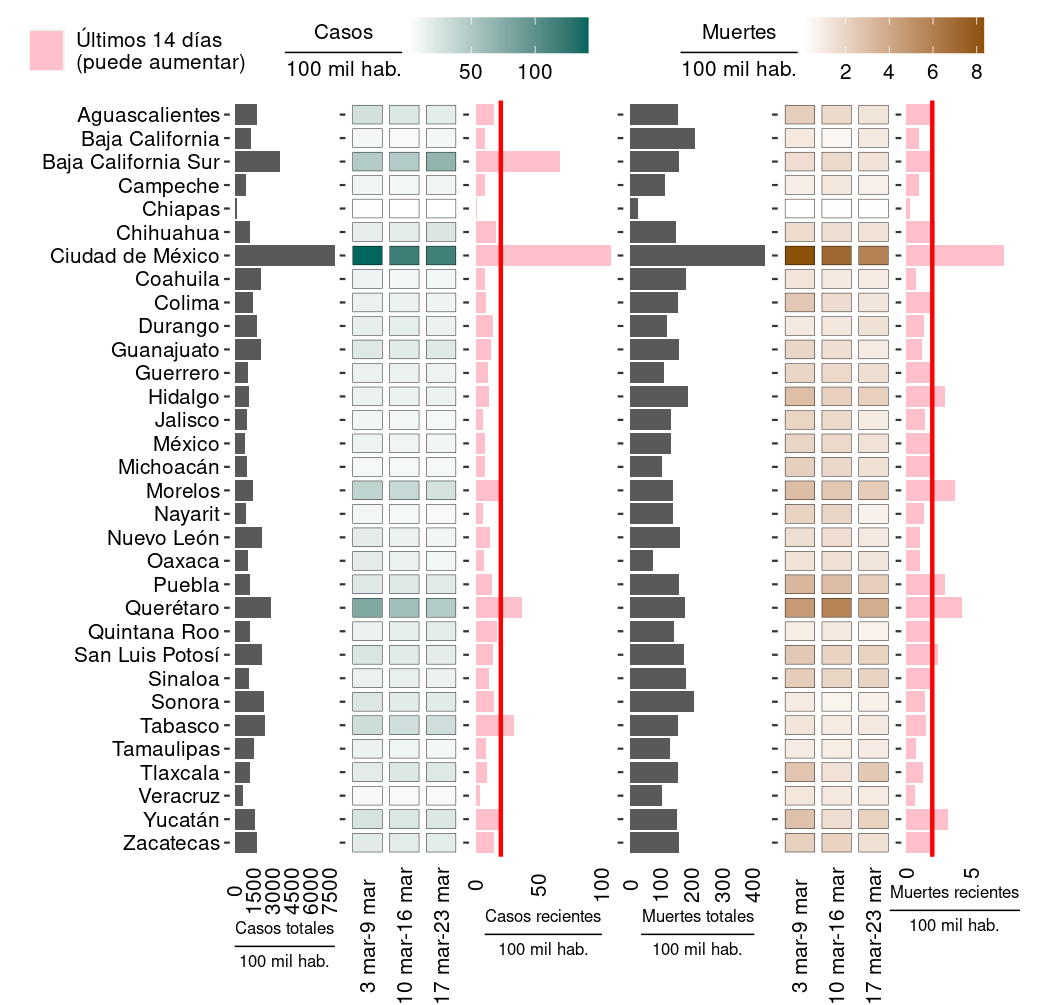 Últimos 14 días
(puede aumentar)
Casos
100 mil hab.
50 100
Muertes
100 mil hab.
2 4 6 8
Aguascalientes
Baja California
Baja California Sur
Campeche
Chiapas
Chihuahua
Ciudad de México
Coahuila
Colima
Durango
Guanajuato
Guerrero
Hidalgo
Jalisco
México
Michoacán
Morelos
Nayarit
Nuevo León
Oaxaca
Puebla
Querétaro
Quintana Roo
San Luis Potosí
Sinaloa
Sonora
Tabasco
Tamaulipas
Tlaxcala
Veracruz
Yucatán
Zacatecas
0 1500 3000 4500 6000 7500
Casos totales
100 mil hab.
3 mar-9 mar
10 mar-16 mar
17 mar-23 mar
0 50 100
Casos recientes
100 mil hab.
0 100 200 300 400
Muertes totales
100 mil hab.
3 mar-9 mar
10 mar-16 mar
17 mar-23 mar
0 5
Muertes recientes
100 mil hab.